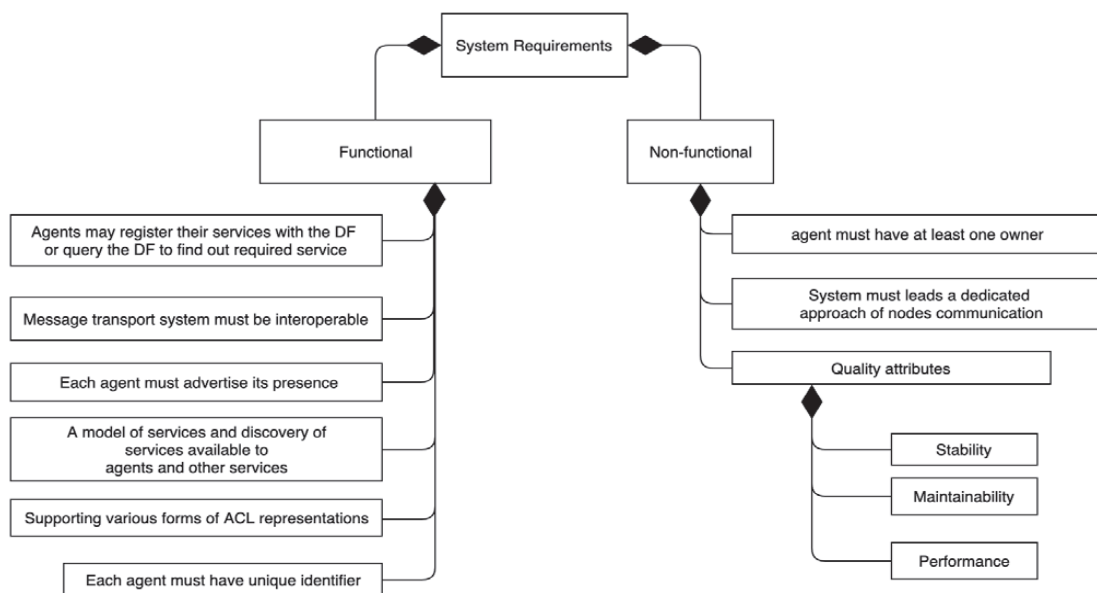 System Requirements
Functional
Non-functional
Agents may register their services with the DF
or query the DF to find out required service
Message transport system must be interoperable
Each agent must advertise its presence
A model of services and discovery of
services available to
agents and other services
Supporting various forms of ACL representations
Each agent must have unique identifier
agent must have at least one owner
System must leads a dedicated
approach of nodes communication
Quality attributes
Stability
Maintainability
Performance